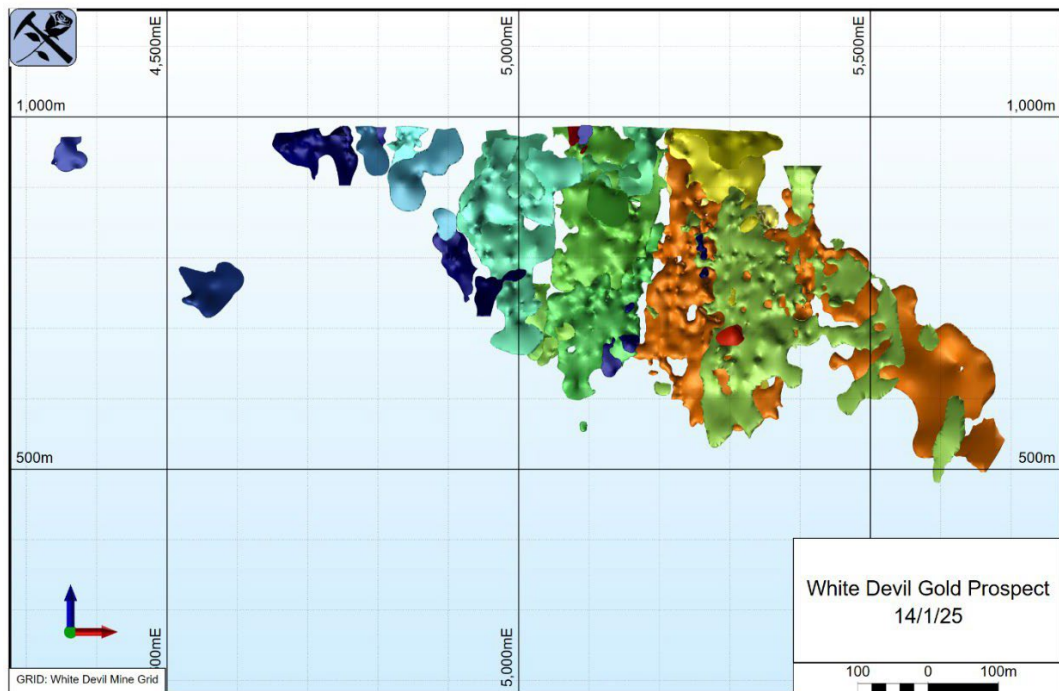 4,500mE
5,000mE
5,500mE
1,000m
1,000m
500m
500m
White Devil Gold Prospect
14/1/25
500mE
5,000mE
GRID: White Devil Mine Grid
100
0
100m